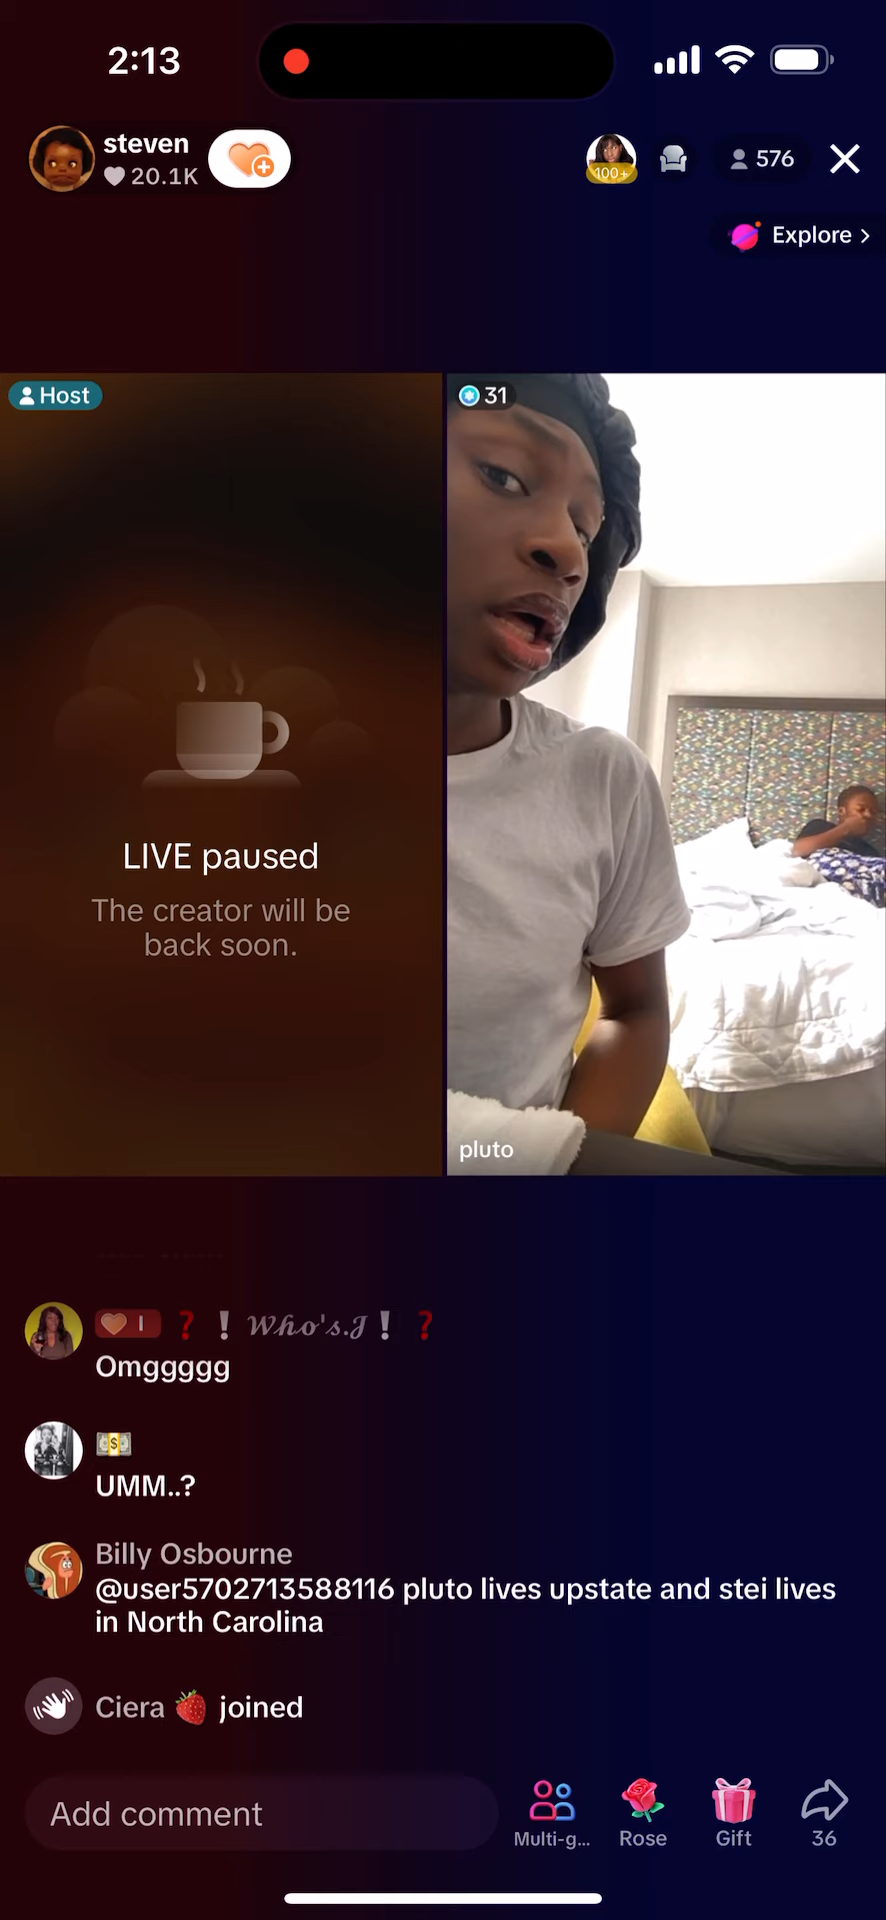 2:13
steven
20.1K
100+
576
Explore >
Host
31
LIVE paused
The creator will be
back soon.
pluto
I ❓❕𝓦𝓱𝓸'𝓼.𝓙❕❓
Omggggg
💵
UMM..?
Billy Osbourne
@user5702713588116 pluto lives upstate and stei lives
in North Carolina
Ciera 🍓 joined
Add comment
Multi-g...
Rose
Gift
36